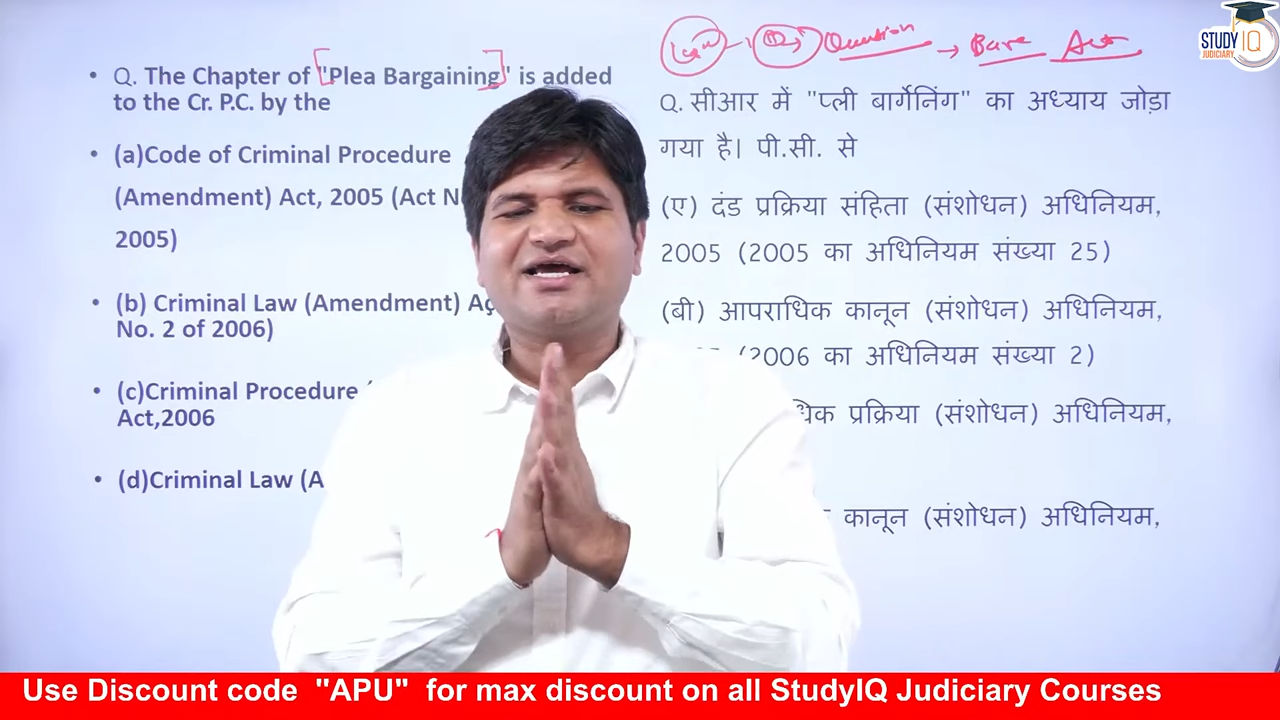 • Q. The Chapter of 'Plea Bargaining' is added
to the Cr. P.C. by the
• (a)Code of Criminal Procedure
(Amendment) Act, 2005 (Act
2005)
• (b) Criminal Law (Amendment)
No. 2 of 2006)
• (c)Criminal Procedure
Act,2006
• (d)Criminal Law (A
Question → Bare Act
Q. सीआर में "प्ली बार्गेनिंग" का अध्याय जोड़ा
गया है। पी.सी. से
(ए) दंड प्रक्रिया संहिता (संशोधन) अधिनियम,
2005 (2005 का अधिनियम संख्या 25)
(बी) आपराधिक कानून (संशोधन) अधिनियम,
(2006 का अधिनियम संख्या 2)
प्रक्रिया (संशोधन) अधिनियम,
कानून (संशोधन) अधिनियम,
STUDY IQ
JUDICIARY
Use Discount code "APU" for max discount on all StudyIQ Judiciary Courses